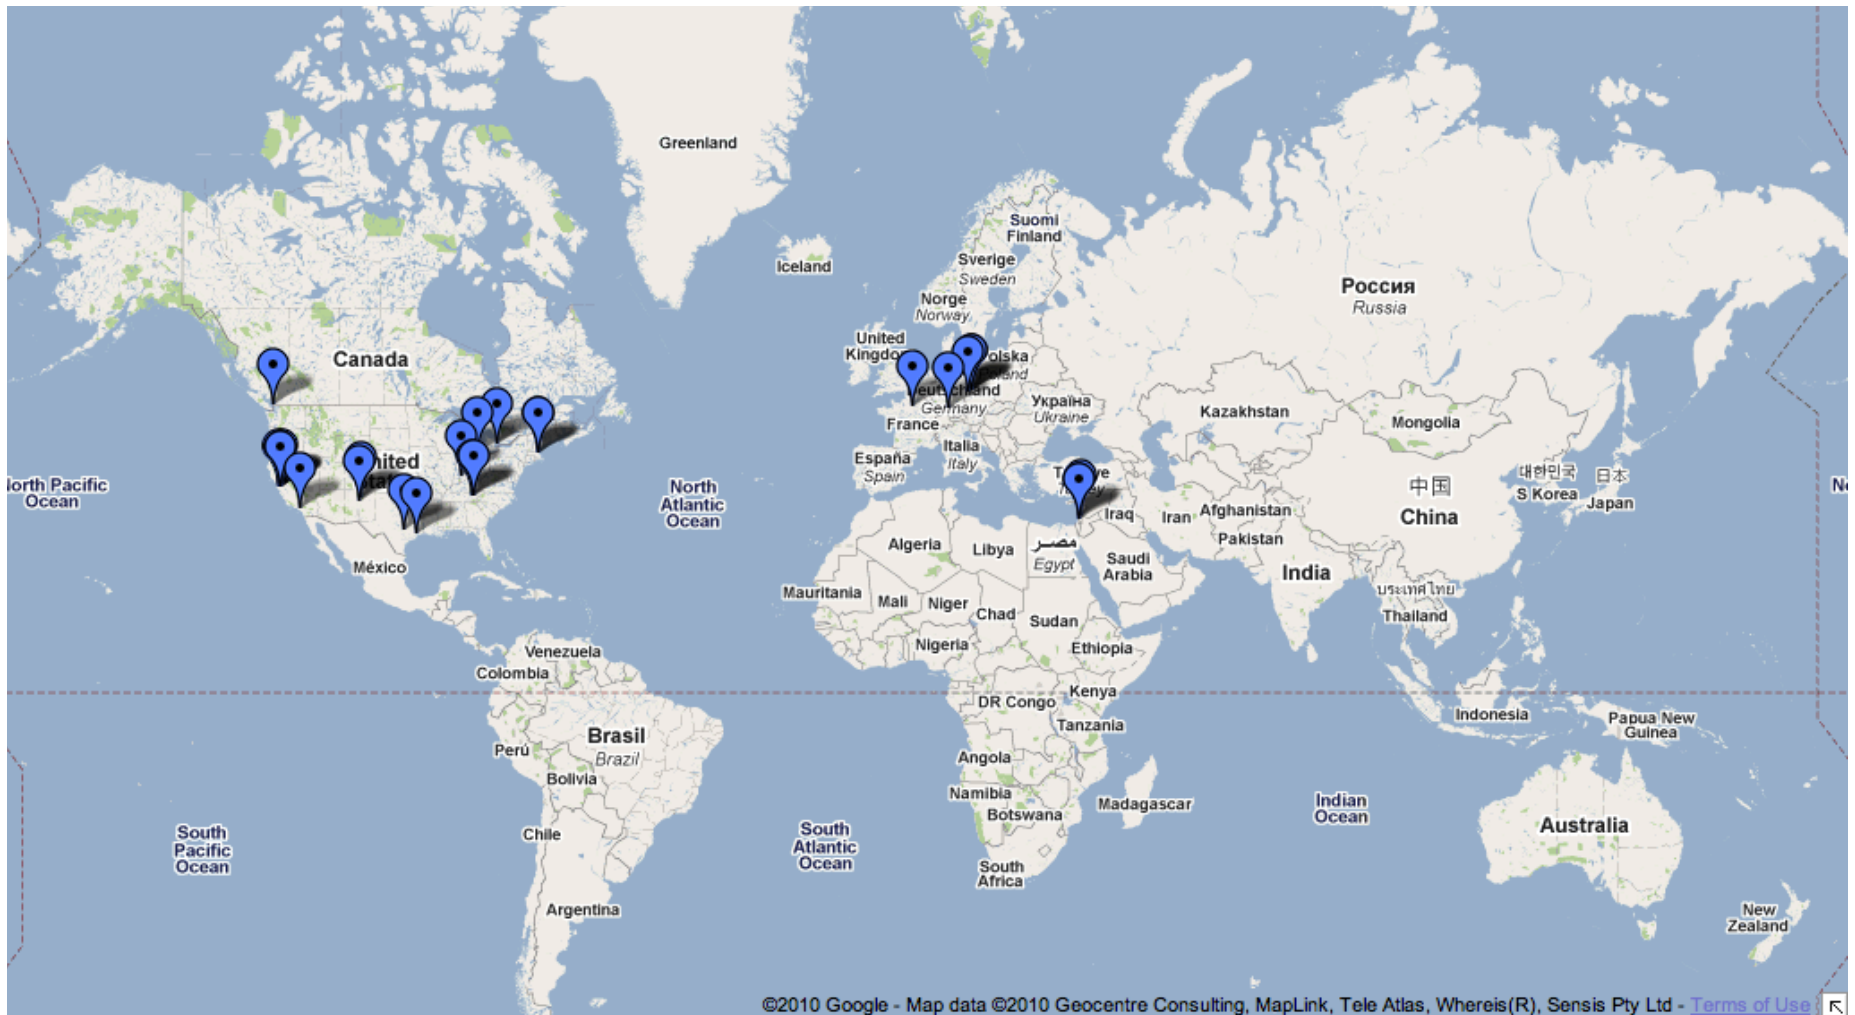 Greenland
Suomi
Finland
Iceland
Sverige
Sweden
Россия
Russia
Norge
Norway
United
Kingdo
Canada
Polska
Deutschland
Germany
Україна
Ukraine
Kazakhstan
Mongolia
France
Italia
Italy
España
Spain
United
North Pacific
Ocean
North
Atlantic
Ocean
대한민국
S Korea
日本
Japan
中国
China
Iraq
Iran
Afghanistan
Pakistan
Algeria
Libya
مصر
Egypt
Saudi
Arabia
India
México
Mauritania
Mali
Niger
Chad
Sudan
ประเทศไทย
Thailand
Nigeria
Ethiopia
Venezuela
Colombia
DR Congo
Kenya
Tanzania
Indonesia
Papua New
Guinea
Brasil
Brazil
Perú
Bolivia
Angola
Namibia
Botswana
Madagascar
Indian
Ocean
Australia
South
Pacific
Ocean
Chile
South
Atlantic
Ocean
South
Africa
Argentina
New
Zealand
©2010 Google - Map data ©2010 Geocentre Consulting, MapLink, Tele Atlas, Whereis(R), Sensis Pty Ltd - Terms of Use